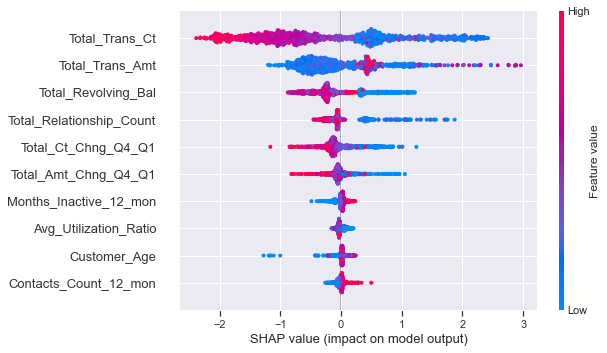 High
Total_Trans_Ct
Total_Trans_Amt
Total_Revolving_Bal
Total_Relationship_Count
Total_Ct_Chng_Q4_Q1
Total_Amt_Chng_Q4_Q1
Months_Inactive_12_mon
Avg_Utilization_Ratio
Customer_Age
Contacts_Count_12_mon
Feature value
Low
−2 −1 0 1 2 3
SHAP value (impact on model output)